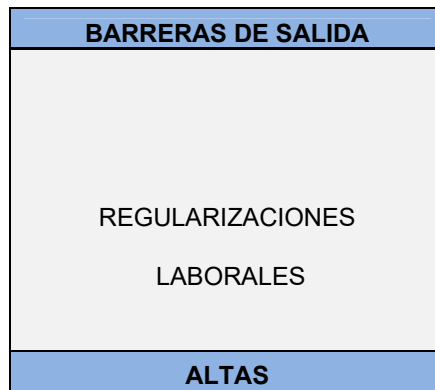 BARRERAS DE SALIDA
REGULARIZACIONES
LABORALES
ALTAS